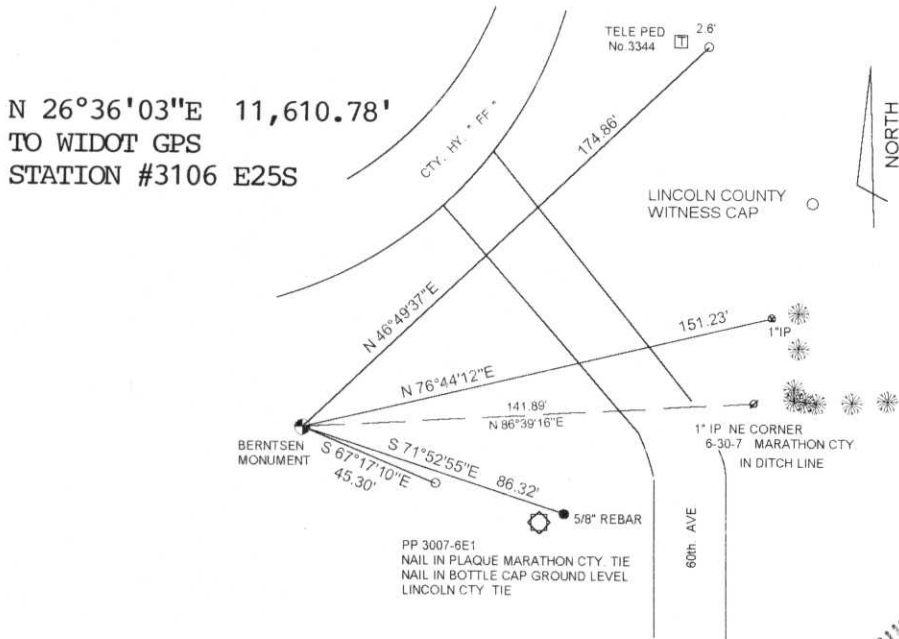 TELE PED 2.6'
No.3344 T
N 26°36'03"E 11,610.78'
TO WIDOT GPS
STATION #3106 E25S
CTY. HY. " FF "
174.86'
NORTH
LINCOLN COUNTY
WITNESS CAP
N 46°49'37"E
151.23'
1"IP
N 76°44'12"E
141.89'
N 86°39'16"E
1" IP NE CORNER
6-30-7 MARATHON CTY.
IN DITCH LINE
BERNTSEN
MONUMENT
S 71°52'55"E
86.32'
S 67°17'10"E
45.30'
5/8" REBAR
60th AVE
PP 3007-6E1
NAIL IN PLAQUE MARATHON CTY. TIE
NAIL IN BOTTLE CAP GROUND LEVEL
LINCOLN CTY TIE